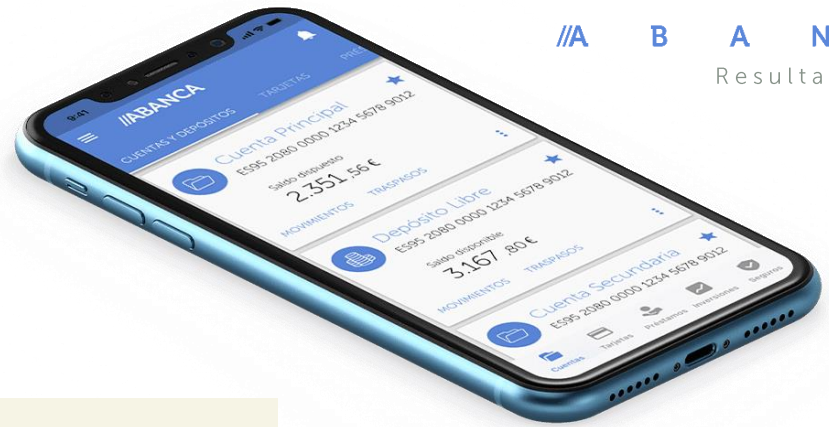 //A B A N
Resulta
9:41
//ABANCA
CUENTAS Y DEPÓSITOS TARJETAS
Cuenta Principal
ES95 2080 0000 1234 5678 9012
Saldo dispuesto
2.351 ,56 €
MOVIMIENTOS TRASPASOS
Depósito Libre
ES95 2080 0000 1234 5678 9012
Saldo disponible
3.167 ,80 €
MOVIMIENTOS TRASPASOS
Cuenta Secundaria
ES95 2080 0000 1234 5678 9012
Cuentas Tarjetas Préstamos Inversiones Seguros